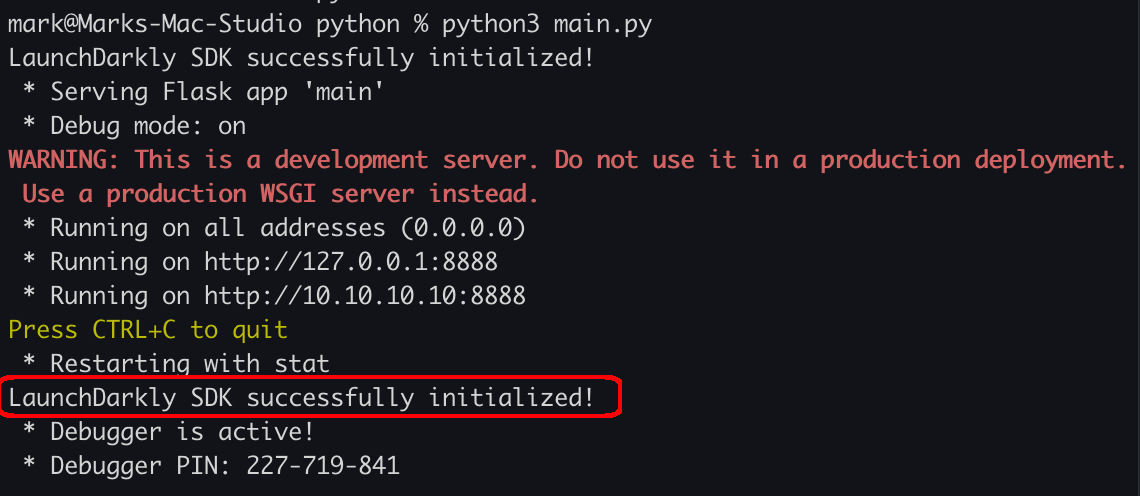 mark@Marks-Mac-Studio python % python3 main.py
LaunchDarkly SDK successfully initialized!
 * Serving Flask app 'main'
 * Debug mode: on
WARNING: This is a development server. Do not use it in a production deployment.
 Use a production WSGI server instead.
 * Running on all addresses (0.0.0.0)
 * Running on http://127.0.0.1:8888
 * Running on http://10.10.10.10:8888
Press CTRL+C to quit
 * Restarting with stat
LaunchDarkly SDK successfully initialized!
 * Debugger is active!
 * Debugger PIN: 227-719-841